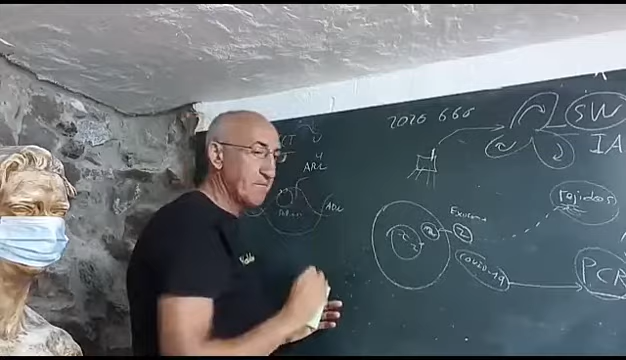 2020 666
SW
IA
ARN
ADN
Exosoma
Tejidos
COVID-19
PCR